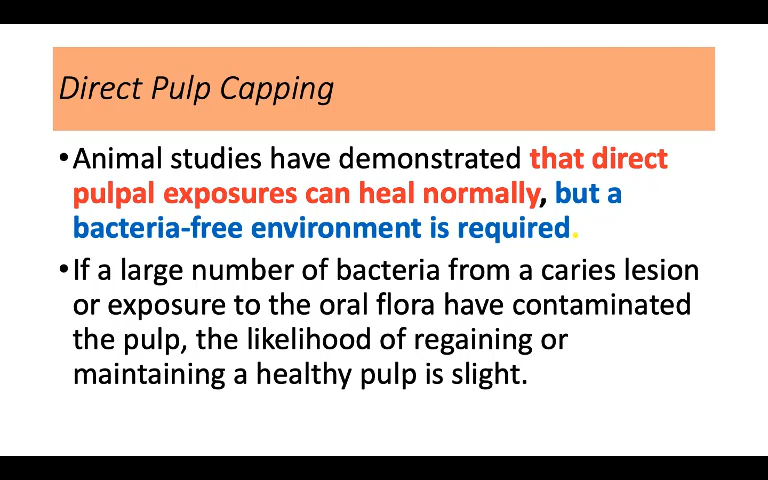 Direct Pulp Capping
•Animal studies have demonstrated that direct
pulpal exposures can heal normally, but a
bacteria-free environment is required.
•If a large number of bacteria from a caries lesion
or exposure to the oral flora have contaminated
the pulp, the likelihood of regaining or
maintaining a healthy pulp is slight.